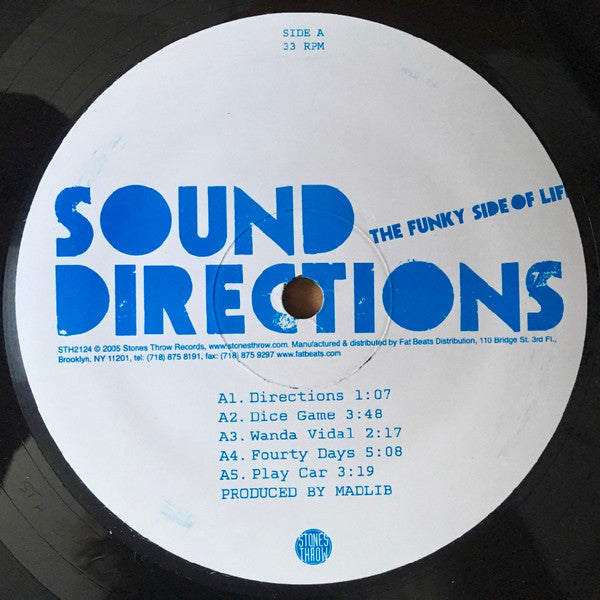 SIDE A
33 RPM
SOUND
THE FUNKY SIDE OF LIFE
DIRECTIONS
STH2124 © 2005 Stones Throw Records, www.stonesthrow.com. Manufactured & distributed by Fat Beats Distribution, 110 Bridge St. 3rd Fl.,
Brooklyn, NY 11201, tel: (718) 875 8191, fax: (718) 875 9297 www.fatbeats.com
A1. Directions 1:07
A2. Dice Game 3:48
A3. Wanda Vidal 2:17
A4. Fourty Days 5:08
A5. Play Car 3:19
PRODUCED BY MADLIB
STONES
THROW